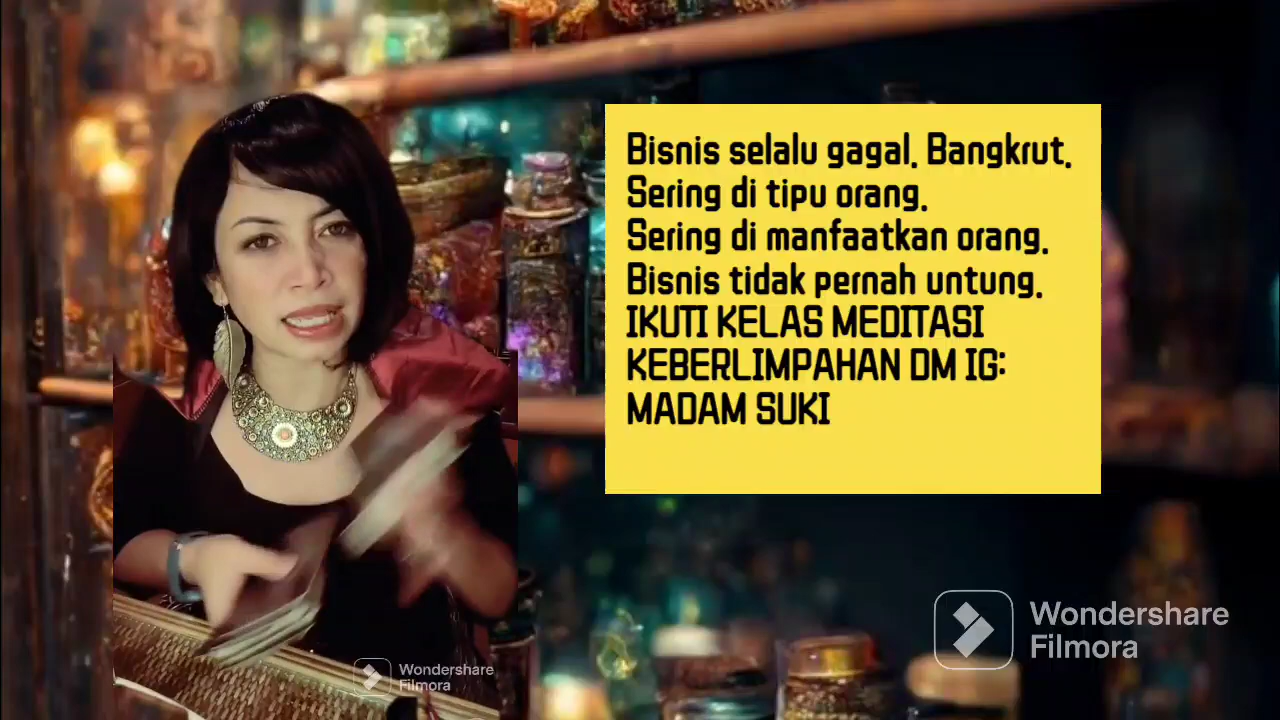 Bisnis selalu gagal. Bangkrut.
Sering di tipu orang.
Sering di manfaatkan orang.
Bisnis tidak pernah untung.
IKUTI KELAS MEDITASI
KEBERLIMPAHAN DM IG:
MADAM SUKI
Wondershare
Filmora
Wondershare
Filmora